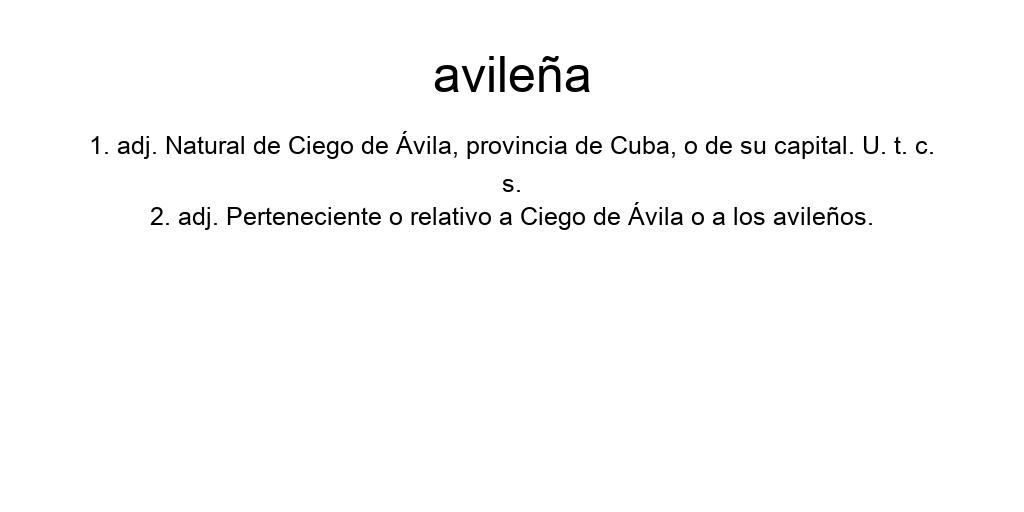 avileña
1. adj. Natural de Ciego de Ávila, provincia de Cuba, o de su capital. U. t. c.
s.
2. adj. Perteneciente o relativo a Ciego de Ávila o a los avileños.